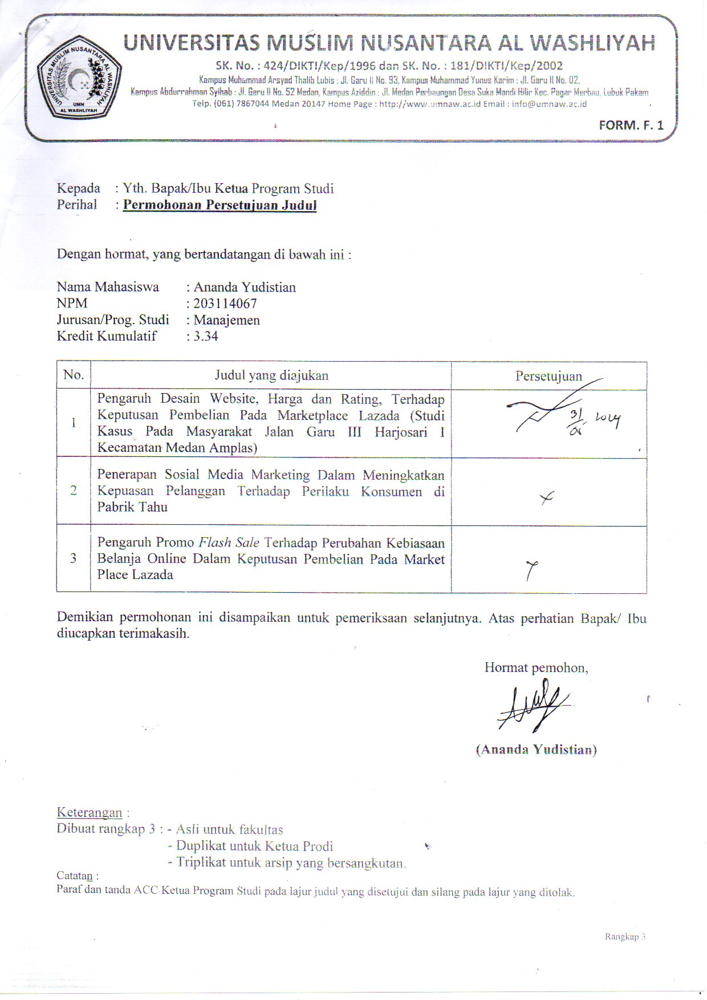 UNIVERSITAS MUSLIM NUSANTARA AL WASHLIYAH
SK. No. : 424/DIKTI/Kep/1996 dan SK. No. : 181/DIKTI/Kep/2002
Kampus Muhammad Arsyad Thalib Lubis : Jl. Garu II No. 93, Kampus Muhammad Yunus Karim : Jl. Garu II No. 02,
Kampus Abdurrahman Syihab : Jl. Garu II No. 52 Medan, Kampus Aziddin : Jl. Medan Perbaungan Desa Suka Mandi Hilir Kec. Pagar Merbau, Lubuk Pakam
Telp. (061) 7867044 Medan 20147 Home Page : http://www.umnaw.ac.id Email : info@umnaw.ac.id
UNIVERSITAS MUSLIM NUSANTARA AL WASHLIYAH
UMN
AL WASHLIYAH
FORM. F. 1
Kepada : Yth. Bapak/Ibu Ketua Program Studi
Perihal : Permohonan Persetujuan Judul
Dengan hormat, yang bertandatangan di bawah ini :
Nama Mahasiswa : Ananda Yudistian
NPM : 203114067
Jurusan/Prog. Studi : Manajemen
Kredit Kumulatif : 3.34
No. Judul yang diajukan Persetujuan
1 Pengaruh Desain Website, Harga dan Rating, Terhadap
Keputusan Pembelian Pada Marketplace Lazada (Studi
Kasus Pada Masyarakat Jalan Garu III Harjosari I
Kecamatan Medan Amplas)
31/ 2024
2 Penerapan Sosial Media Marketing Dalam Meningkatkan
Kepuasan Pelanggan Terhadap Perilaku Konsumen di
Pabrik Tahu
3 Pengaruh Promo Flash Sale Terhadap Perubahan Kebiasaan
Belanja Online Dalam Keputusan Pembelian Pada Market
Place Lazada
Demikian permohonan ini disampaikan untuk pemeriksaan selanjutnya. Atas perhatian Bapak/ Ibu
diucapkan terimakasih.
Hormat pemohon,
(Ananda Yudistian)
Keterangan :
Dibuat rangkap 3 : - Asli untuk fakultas
- Duplikat untuk Ketua Prodi
- Triplikat untuk arsip yang bersangkutan.
Catatan :
Paraf dan tanda ACC Ketua Program Studi pada lajur judul yang disetujui dan silang pada lajur yang ditolak.
Rangkap 3